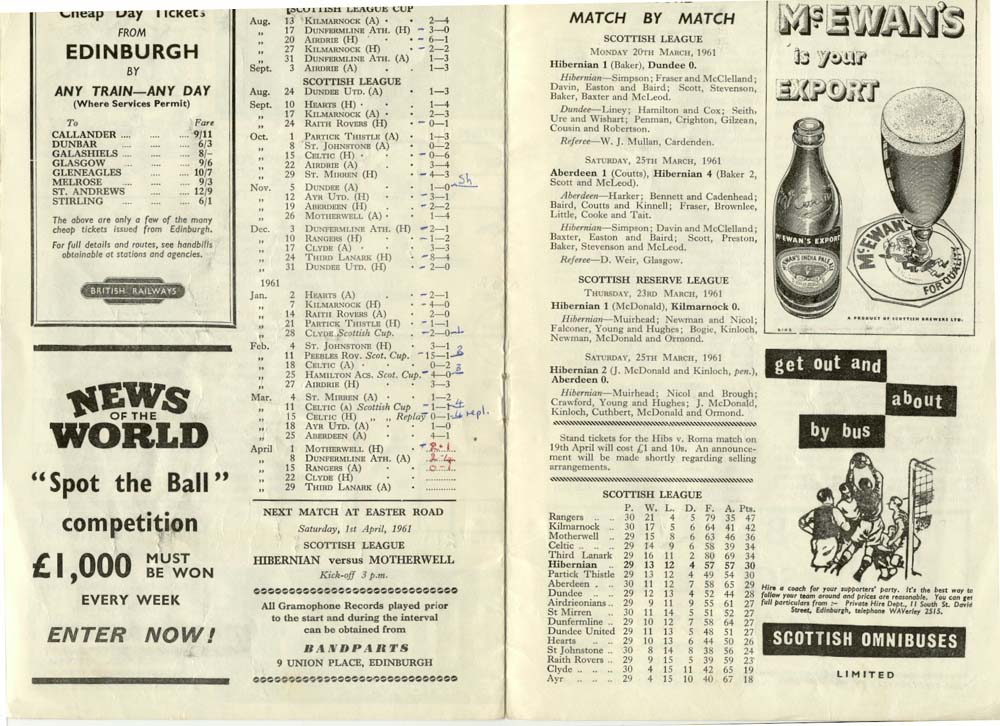 Cheap Day Tickets
FROM
EDINBURGH
BY
ANY TRAIN—ANY DAY
(Where Services Permit)
To Fare
CALLANDER .... .... 9/11
DUNBAR .... .... 6/3
GALASHIELS .... .... 8/-
GLASGOW .... .... 9/6
GLENEAGLES .... 10/7
MELROSE .... .... 9/3
ST. ANDREWS .... 12/9
STIRLING .... .... 6/1
The above are only a few of the many
cheap tickets issued from Edinburgh.
For full details and routes, see handbills
obtainable at stations and agencies.
BRITISH RAILWAYS
NEWS
OF THE
WORLD
"Spot the Ball"
competition
£1,000 MUST
BE WON
EVERY WEEK
ENTER NOW!
SCOTTISH LEAGUE CUP
Aug. 13 Kilmarnock (A) 2—4
,, 17 Dunfermline Ath. (H) 3—0
,, 20 Airdrie (H) 6—1
,, 27 Kilmarnock (H) 2—2
,, 31 Dunfermline Ath. (A) 1—3
Sept. 3 Airdrie (A) 1—3
SCOTTISH LEAGUE
Aug. 24 Dundee Utd. (A) 1—3
Sept. 10 Hearts (H) 1—4
,, 17 Kilmarnock (A) 2—3
,, 24 Raith Rovers (H) 0—1
Oct. 1 Partick Thistle (A) 1—3
,, 8 St. Johnstone (A) 0—2
,, 15 Celtic (H) 0—6
,, 22 Airdrie (A) 3—4
,, 29 St. Mirren (H) 4—3
Nov. 5 Dundee (A) 1—0 Sh
,, 12 Ayr Utd. (H) 3—1
,, 19 Aberdeen (H) 2—2
,, 26 Motherwell (A) 1—4
Dec. 3 Dunfermline Ath. (H) 2—1
,, 10 Rangers (H) 1—2
,, 17 Clyde (A) 3—3
,, 24 Third Lanark (H) 8—4
,, 31 Dundee Utd. (H) 2—0
1961
Jan. 2 Hearts (A) 2—1
,, 7 Kilmarnock (H) 4—0
,, 14 Raith Rovers (A) 2—0
,, 21 Partick Thistle (H) 1—1
,, 28 Clyde Scottish Cup. 2—0
Feb. 4 St. Johnstone (H) 3—1
,, 11 Peebles Rov. Scot. Cup. 15—1
,, 18 Celtic (A) 0—2
,, 25 Hamilton Acs. Scot. Cup. 4—0
,, 27 Airdrie (H) 3—3
Mar. 4 St. Mirren (A) 1—2
,, 11 Celtic (A) Scottish Cup 1—1
,, 15 Celtic (H) ,, ,, Replay 0—1 repl.
,, 18 Ayr Utd. (A) 1—0
,, 25 Aberdeen (A) 4—1
April 1 Motherwell (H) 2-1
,, 8 Dunfermline Ath. (A) 2-4
,, 15 Rangers (A) 0-1
,, 22 Clyde (H)
,, 29 Third Lanark (A)
NEXT MATCH AT EASTER ROAD
Saturday, 1st April, 1961
SCOTTISH LEAGUE
HIBERNIAN versus MOTHERWELL
Kick-off 3 p.m.
All Gramophone Records played prior
to the start and during the interval
can be obtained from
BANDPARTS
9 UNION PLACE, EDINBURGH
MATCH BY MATCH
SCOTTISH LEAGUE
Monday 20th March, 1961
Hibernian 1 (Baker), Dundee 0.
Hibernian—Simpson; Fraser and McClelland;
Davin, Easton and Baird; Scott, Stevenson,
Baker, Baxter and McLeod.
Dundee—Liney; Hamilton and Cox; Seith,
Ure and Wishart; Penman, Crighton, Gilzean,
Cousin and Robertson.
Referee—W. J. Mullan, Cardenden.
Saturday, 25th March, 1961
Aberdeen 1 (Coutts), Hibernian 4 (Baker 2,
Scott and McLeod).
Aberdeen—Harker; Bennett and Cadenhead;
Baird, Coutts and Kinnell; Fraser, Brownlee,
Little, Cooke and Tait.
Hibernian—Simpson; Davin and McClelland;
Baxter, Easton and Baird; Scott, Preston,
Baker, Stevenson and McLeod.
Referee—D. Weir, Glasgow.
SCOTTISH RESERVE LEAGUE
Thursday, 23rd March, 1961
Hibernian 1 (McDonald), Kilmarnock 0.
Hibernian—Muirhead; Newman and Nicol;
Falconer, Young and Hughes; Bogie, Kinloch,
Newman, McDonald and Ormond.
Saturday, 25th March, 1961
Hibernian 2 (J. McDonald and Kinloch, pen.),
Aberdeen 0.
Hibernian—Muirhead; Nicol and Brough;
Crawford, Young and Hughes; J. McDonald,
Kinloch, Cuthbert, McDonald and Ormond.
Stand tickets for the Hibs v. Roma match on
19th April will cost £1 and 10s. An announce-
ment will be made shortly regarding selling
arrangements.
SCOTTISH LEAGUE
P. W. L. D. F. A. Pts.
Rangers .. .. 30 21 4 5 79 35 47
Kilmarnock .. 30 17 5 6 64 41 42
Motherwell .. 29 15 8 6 63 46 36
Celtic .. .. .. 29 14 9 6 58 39 34
Third Lanark 29 16 11 2 80 69 34
Hibernian .. 29 13 12 4 57 57 30
Partick Thistle 29 13 12 4 49 54 30
Aberdeen .. .. 30 11 12 7 58 65 29
Dundee .. .. 29 12 13 4 52 44 28
Airdrieonians .. 29 9 11 9 55 61 27
St Mirren .. 30 11 14 5 51 52 27
Dunfermline .. 29 10 12 7 58 64 27
Dundee United 29 11 13 5 48 51 27
Hearts .. .. 29 10 13 6 44 50 26
St Johnstone .. 30 8 14 8 38 56 24
Raith Rovers .. 29 9 15 5 39 59 23
Clyde .. .. .. 30 4 15 11 42 65 19
Ayr .. .. .. 29 4 15 10 40 67 18
McEWAN'S
is your
EXPORT
McEWAN'S EXPORT
McEWAN'S INDIA PALE ALE
McEWAN'S
FOR QUALITY
A PRODUCT OF SCOTTISH BREWERS LTD.
get out and
about
by bus
Hire a coach for your supporters' party. It's the best way to
follow your team around and prices are reasonable. You can get
full particulars from :— Private Hire Dept., 11 South St. David
Street, Edinburgh, telephone WAVerley 2515.
SCOTTISH OMNIBUSES
LIMITED